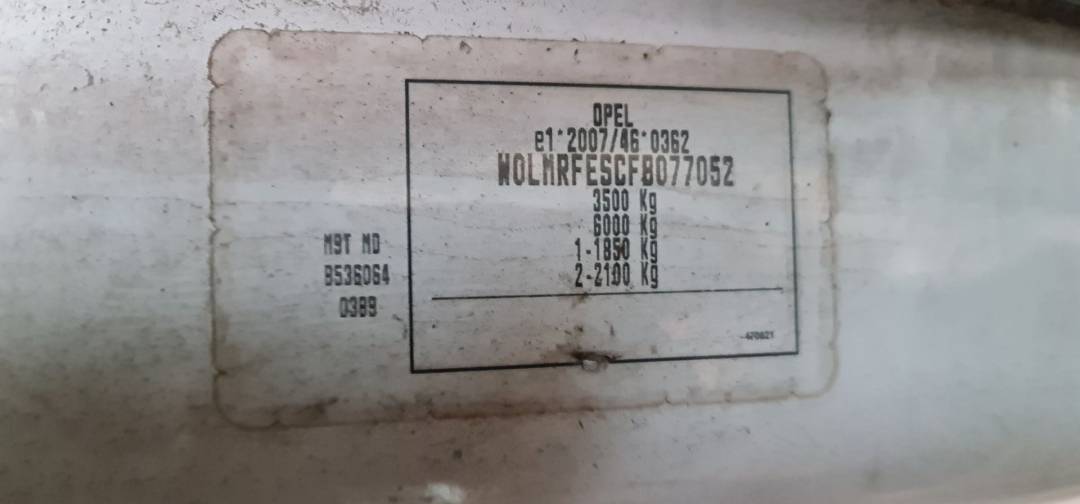 OPEL
e1*2007/46*0362
W0LMRFESCFB077052
3500 Kg
6000 Kg
1-1850 Kg
2-2100 Kg
M9T MD
B536064
0389